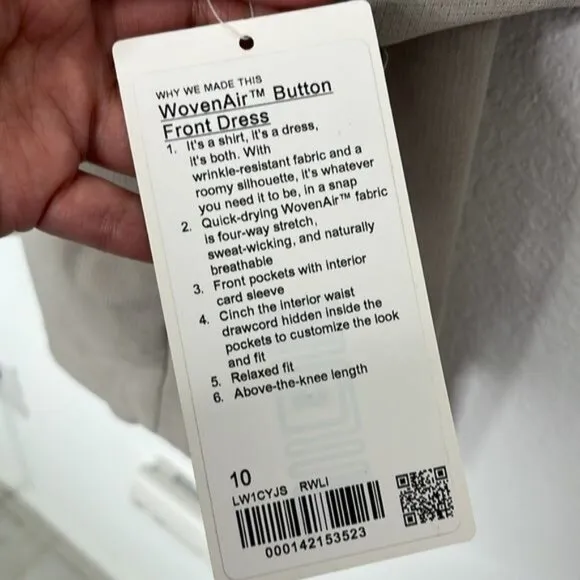 WHY WE MADE THIS
WovenAir™ Button
Front Dress
1. It's a shirt, it's a dress,
it's both. With
wrinkle-resistant fabric and a
roomy silhouette, it's whatever
you need it to be, in a snap
2. Quick-drying WovenAir™ fabric
is four-way stretch,
sweat-wicking, and naturally
breathable
3. Front pockets with interior
card sleeve
4. Cinch the interior waist
drawcord hidden inside the
pockets to customize the look
and fit
5. Relaxed fit
6. Above-the-knee length
10
LW1CYJS RWLI
000142153523